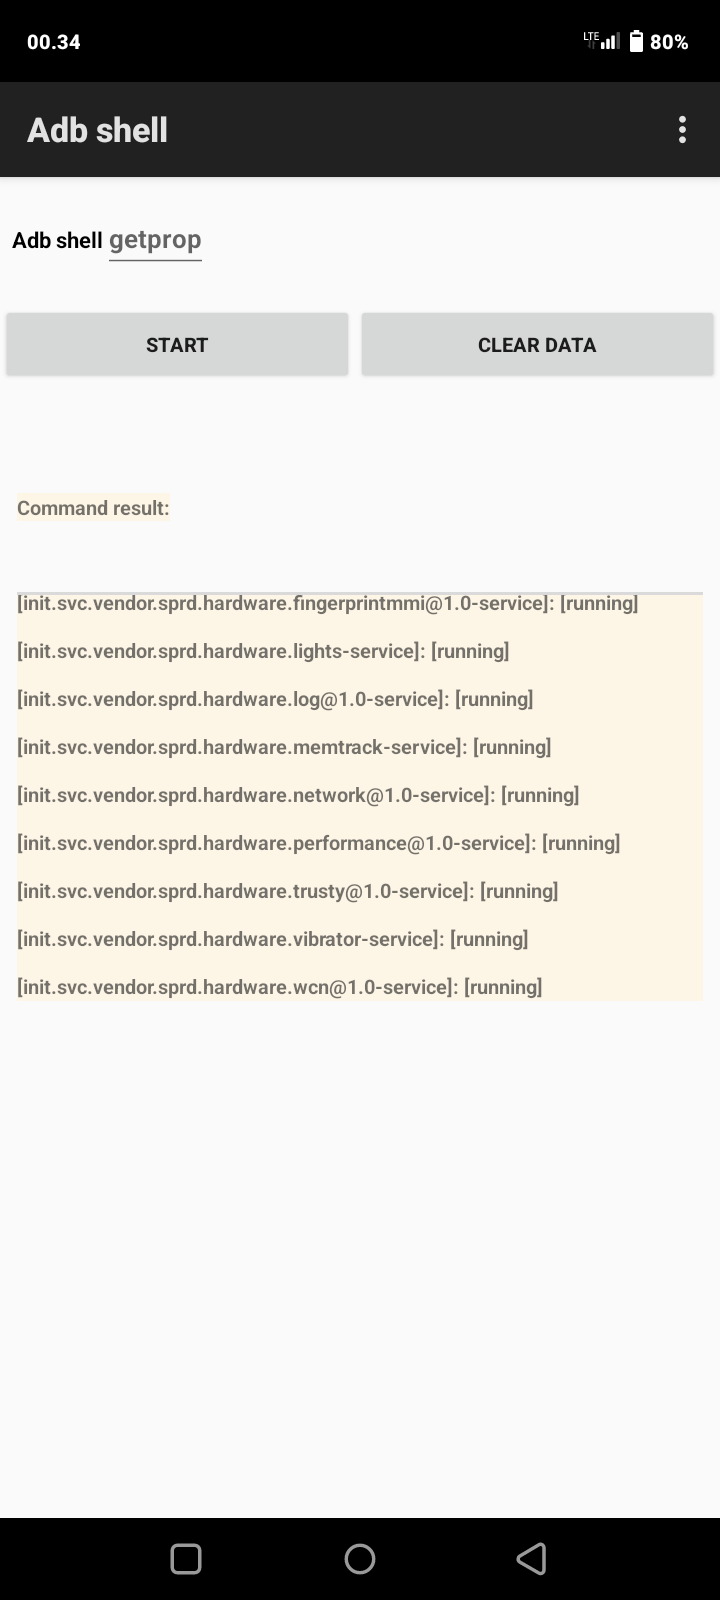 00.34
LTE 80%
Adb shell
Adb shell getprop
START CLEAR DATA
Command result:
[init.svc.vendor.sprd.hardware.fingerprintmmi@1.0-service]: [running]
[init.svc.vendor.sprd.hardware.lights-service]: [running]
[init.svc.vendor.sprd.hardware.log@1.0-service]: [running]
[init.svc.vendor.sprd.hardware.memtrack-service]: [running]
[init.svc.vendor.sprd.hardware.network@1.0-service]: [running]
[init.svc.vendor.sprd.hardware.performance@1.0-service]: [running]
[init.svc.vendor.sprd.hardware.trusty@1.0-service]: [running]
[init.svc.vendor.sprd.hardware.vibrator-service]: [running]
[init.svc.vendor.sprd.hardware.wcn@1.0-service]: [running]